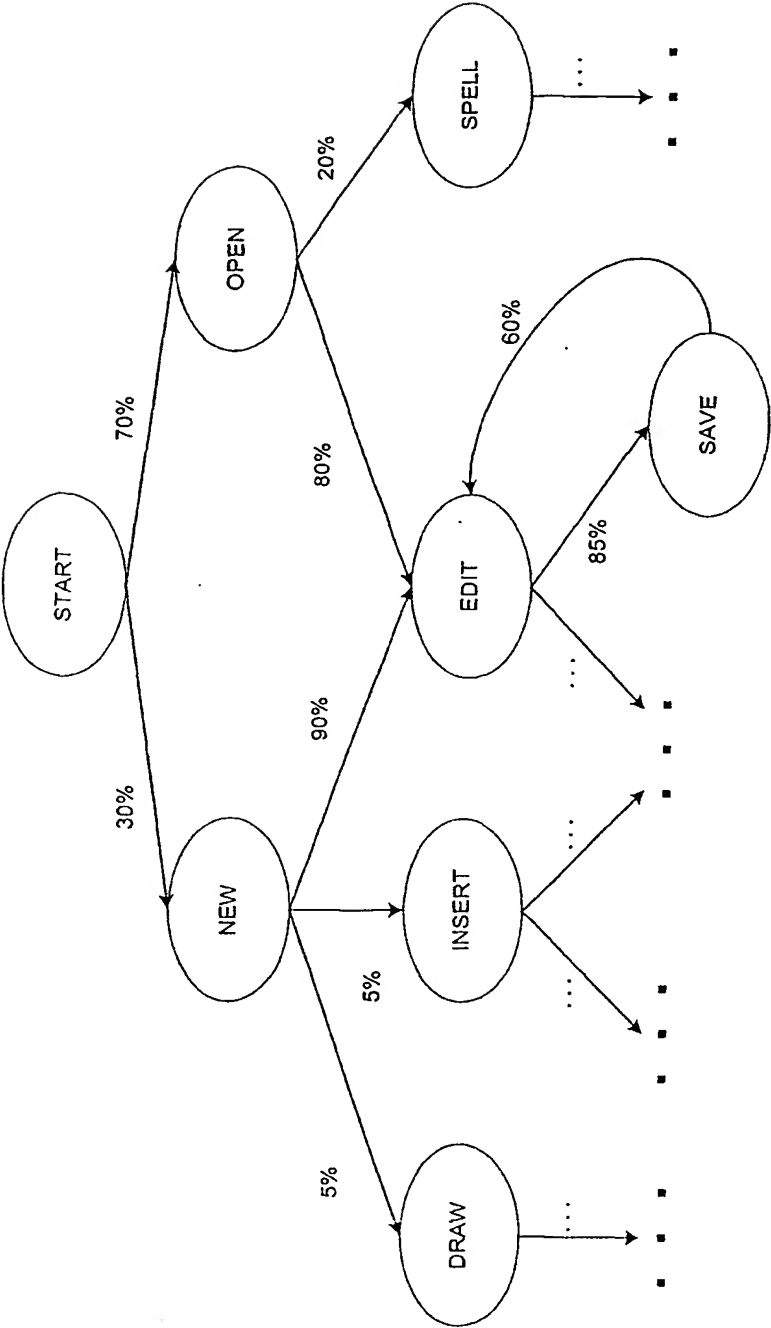 START
30%
70%
NEW
OPEN
5%
5%
90%
80%
20%
DRAW
INSERT
EDIT
SPELL
85%
60%
SAVE